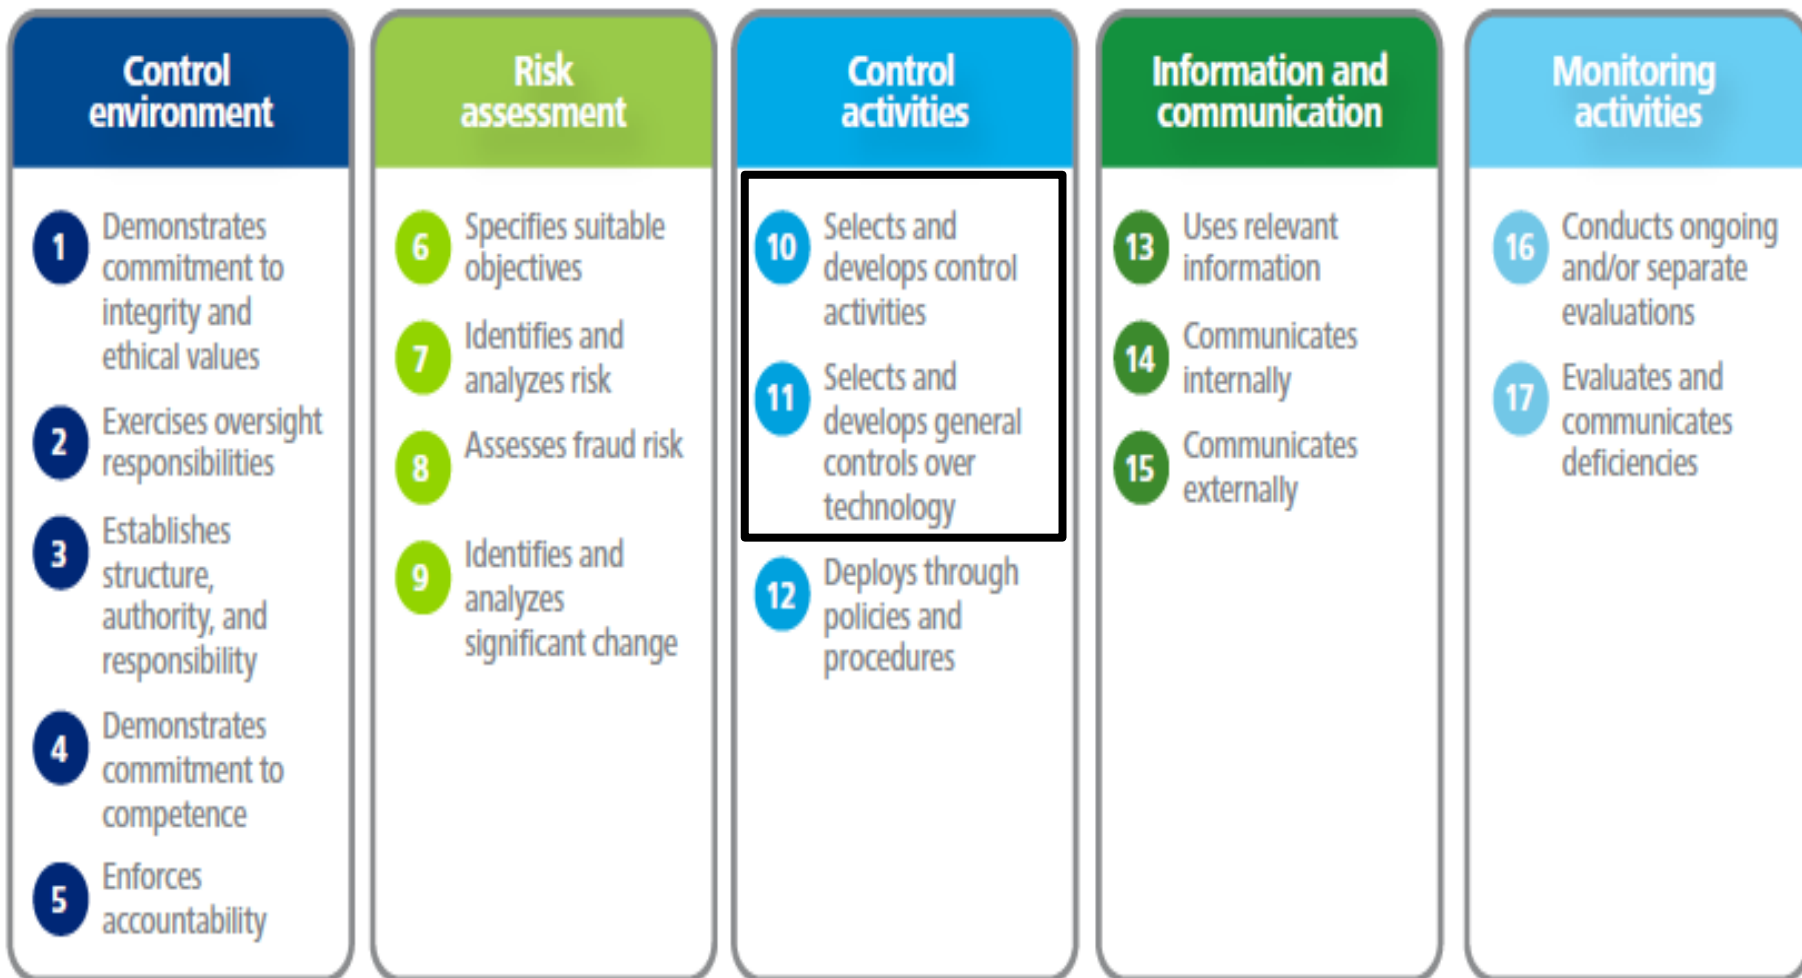 Control
environment
1
Demonstrates
commitment to
integrity and
ethical values
2
Exercises oversight
responsibilities
3
Establishes
structure,
authority, and
responsibility
4
Demonstrates
commitment to
competence
5
Enforces
accountability
Risk
assessment
6
Specifies suitable
objectives
7
Identifies and
analyzes risk
8
Assesses fraud risk
9
Identifies and
analyzes
significant change
Control
activities
10
Selects and
develops control
activities
11
Selects and
develops general
controls over
technology
12
Deploys through
policies and
procedures
Information and
communication
13
Uses relevant
information
14
Communicates
internally
15
Communicates
externally
Monitoring
activities
16
Conducts ongoing
and/or separate
evaluations
17
Evaluates and
communicates
deficiencies